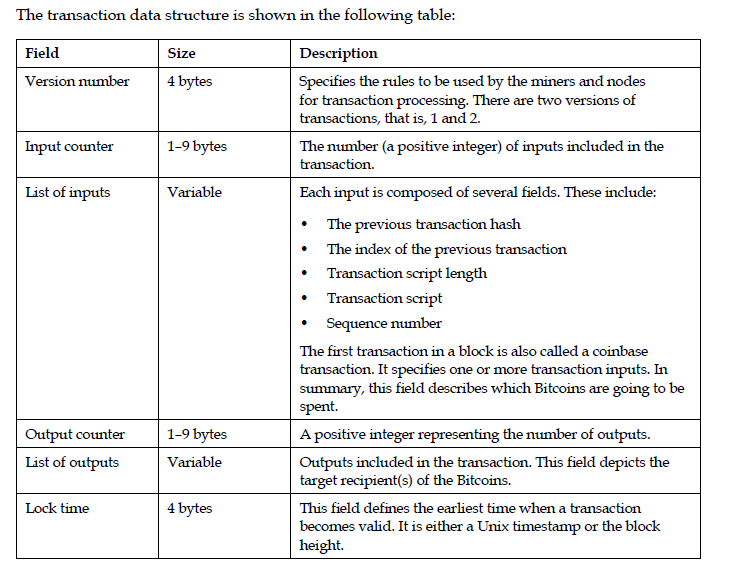 The transaction data structure is shown in the following table:
Field Size Description
Version number 4 bytes Specifies the rules to be used by the miners and nodes
for transaction processing. There are two versions of
transactions, that is, 1 and 2.
Input counter 1–9 bytes The number (a positive integer) of inputs included in the
transaction.
List of inputs Variable Each input is composed of several fields. These include:
• The previous transaction hash
• The index of the previous transaction
• Transaction script length
• Transaction script
• Sequence number
The first transaction in a block is also called a coinbase
transaction. It specifies one or more transaction inputs. In
summary, this field describes which Bitcoins are going to be
spent.
Output counter 1–9 bytes A positive integer representing the number of outputs.
List of outputs Variable Outputs included in the transaction. This field depicts the
target recipient(s) of the Bitcoins.
Lock time 4 bytes This field defines the earliest time when a transaction
becomes valid. It is either a Unix timestamp or the block
height.